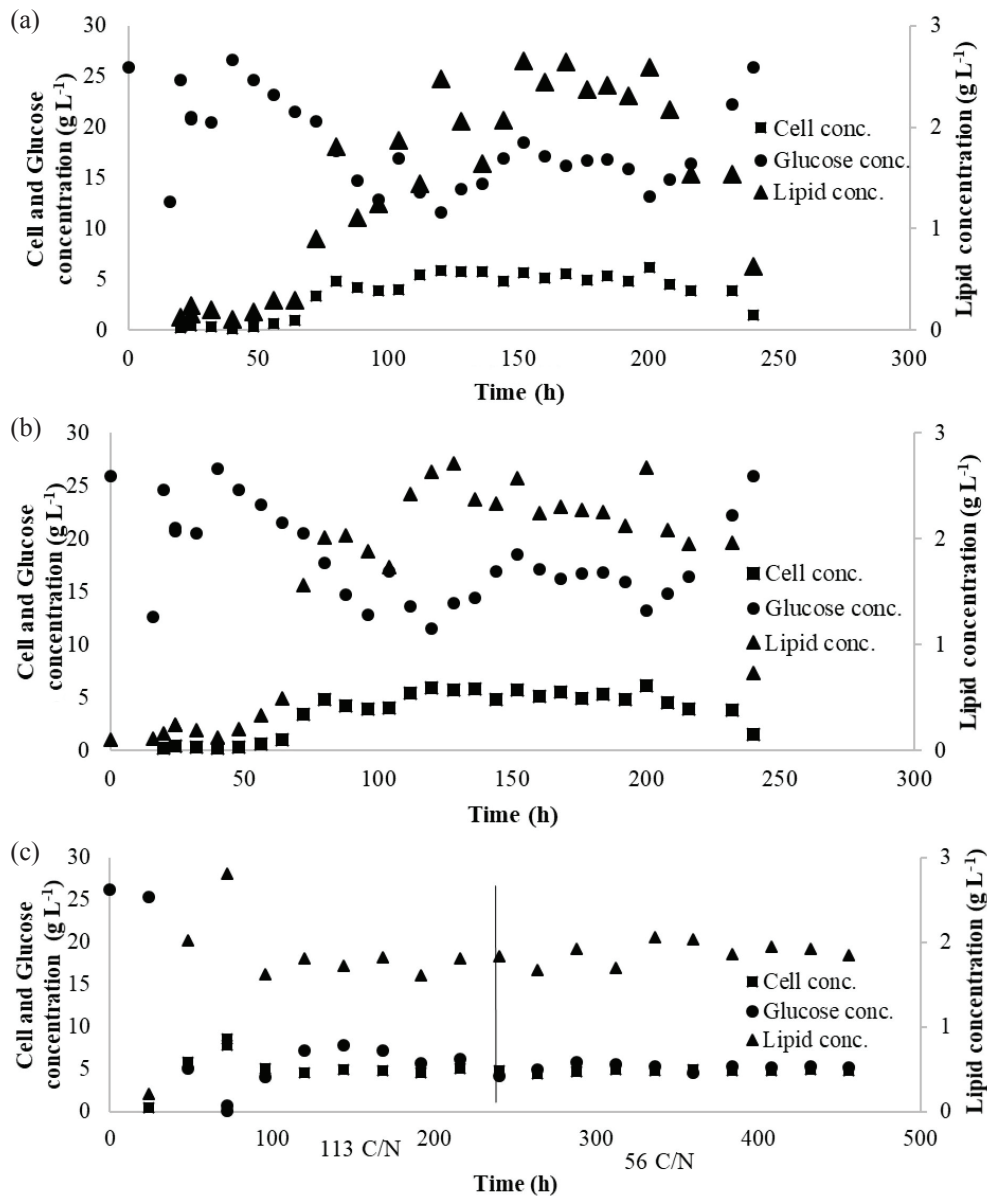 (a)
30
25
20
15
10
5
0
Cell and Glucose
concentration (g L-1)
3
2
1
0
Lipid concentration (g L-1)
Cell conc.
Glucose conc.
Lipid conc.
0 50 100 150 200 250 300
Time (h)
(b)
30
25
20
15
10
5
0
Cell and Glucose
concentration (g L-1)
3
2
1
0
Lipid concentration (g L-1)
Cell conc.
Glucose conc.
Lipid conc.
0 50 100 150 200 250 300
Time (h)
(c)
30
25
20
15
10
5
0
Cell and Glucose
concentration (g L-1)
3
2
1
0
Lipid concentration (g L-1)
Cell conc.
Glucose conc.
Lipid conc.
0 100 200 300 400 500
113 C/N 56 C/N
Time (h)